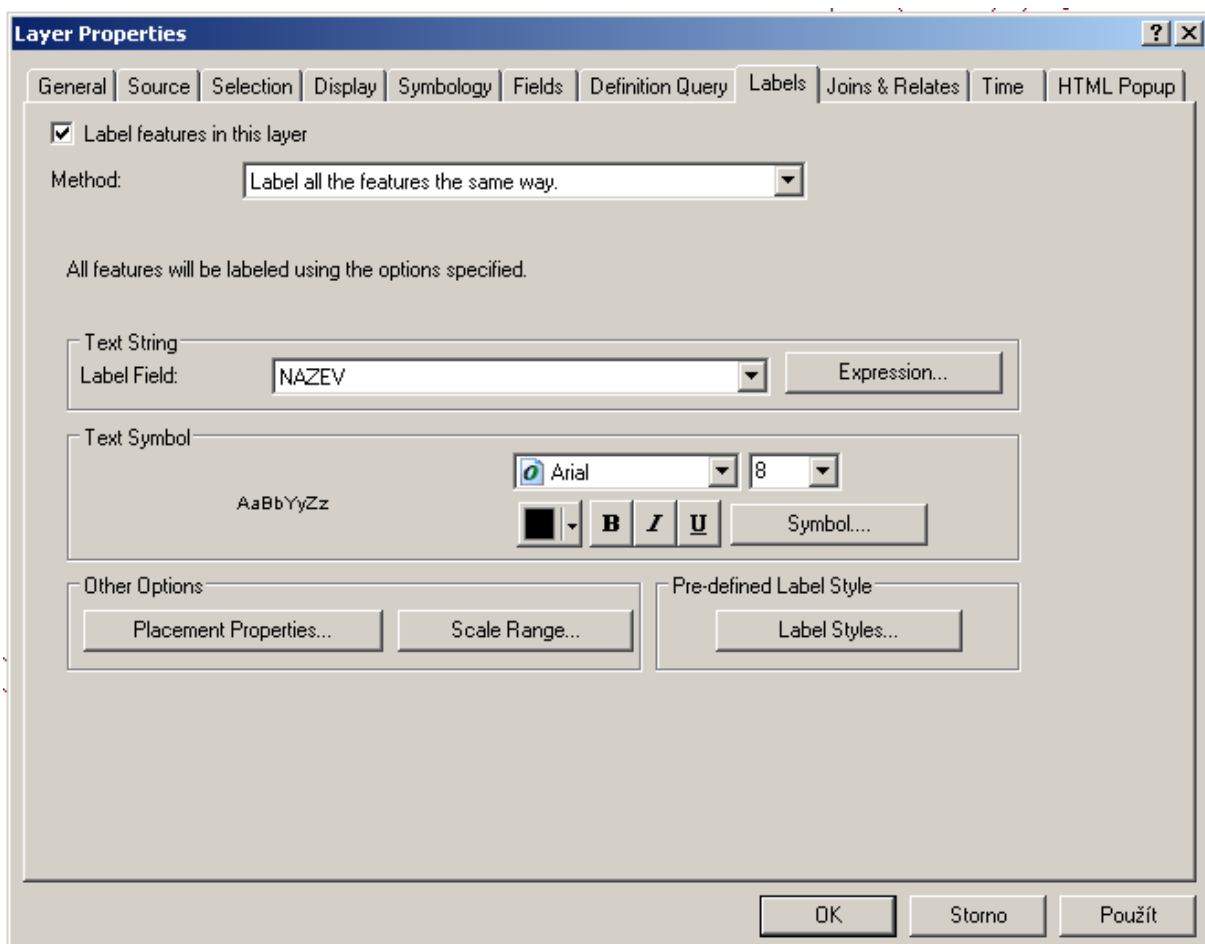 Layer Properties
General Source Selection Display Symbology Fields Definition Query Labels Joins & Relates Time HTML Popup
Label features in this layer
Method: Label all the features the same way.
All features will be labeled using the options specified.
Text String
Label Field: NAZEV Expression...
Text Symbol
Arial 8
AaBbYyZz
B I U Symbol....
Other Options Pre-defined Label Style
Placement Properties... Scale Range... Label Styles...
OK Storno Použít